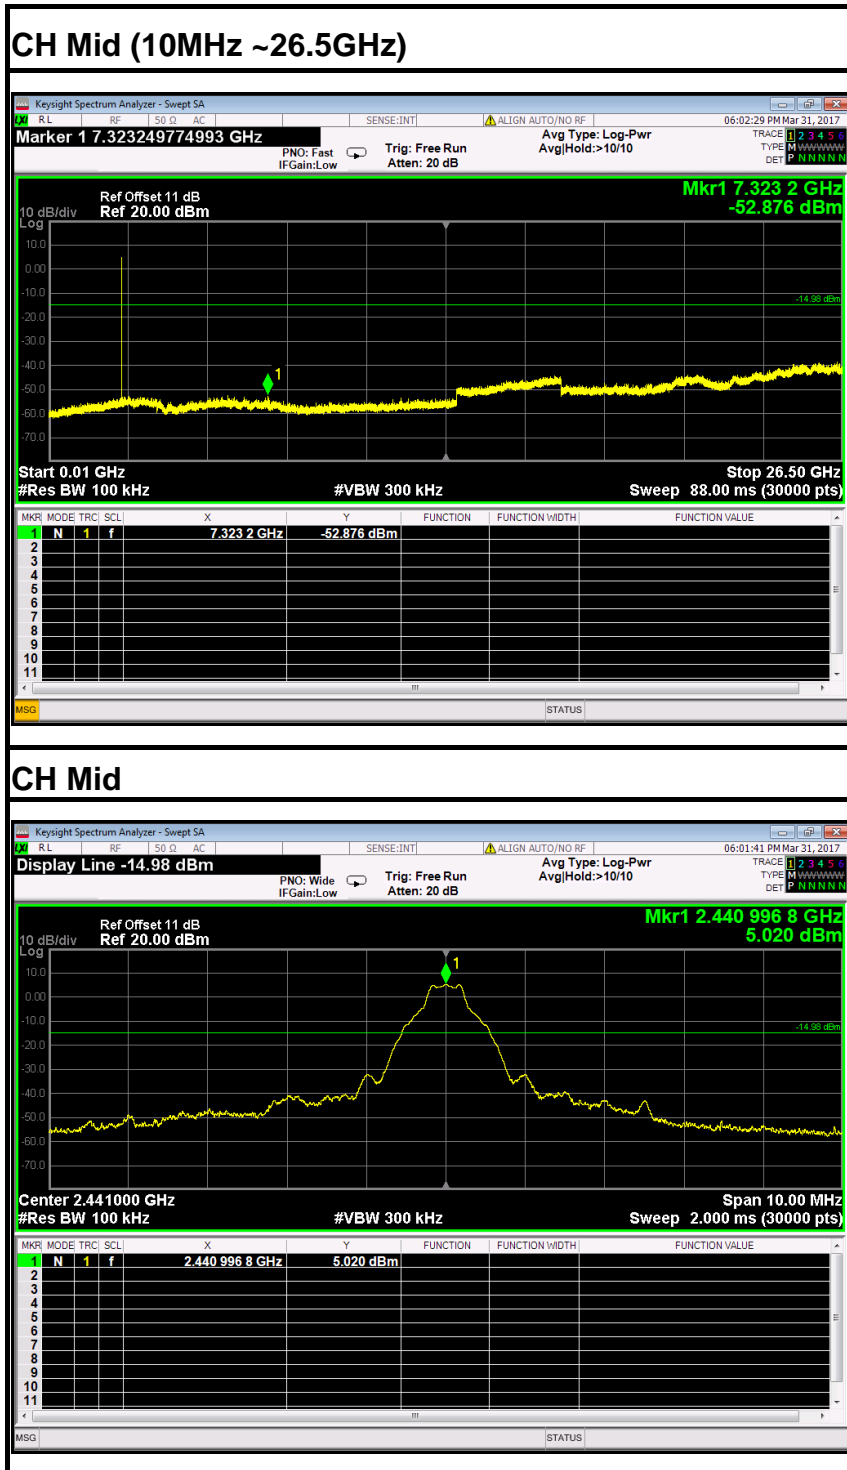 CH Mid (10MHz ~26.5GHz)
Keysight Spectrum Analyzer - Swept SA
LXI RL RF 50 Ω AC SENSE:INT ALIGN AUTO/NO RF 06:02:29 PM Mar 31, 2017
Marker 1 7.323249774993 GHz Avg Type: Log-Pwr TRACE 1 2 3 4 5 6
PNO: Fast Trig: Free Run Avg|Hold:>10/10 TYPE M WWWWW
IFGain:Low Atten: 20 dB DET P N N N N N
Mkr1 7.323 2 GHz
Ref Offset 11 dB
10 dB/div Ref 20.00 dBm -52.876 dBm
Log
10.0
0.00
-10.0
-14.98 dBm
-20.0
-30.0
-40.0
1
-50.0
-60.0
-70.0
Start 0.01 GHz Stop 26.50 GHz
#Res BW 100 kHz #VBW 300 kHz Sweep 88.00 ms (30000 pts)
MKR MODE TRC SCL X Y FUNCTION FUNCTION WIDTH FUNCTION VALUE
1 N 1 f 7.323 2 GHz -52.876 dBm
2
3
4
5
6
7
8
9
10
11
MSG STATUS
CH Mid
Keysight Spectrum Analyzer - Swept SA
LXI RL RF 50 Ω AC SENSE:INT ALIGN AUTO/NO RF 06:01:41 PM Mar 31, 2017
Display Line -14.98 dBm Avg Type: Log-Pwr TRACE 1 2 3 4 5 6
PNO: Wide Trig: Free Run Avg|Hold:>10/10 TYPE M WWWWW
IFGain:Low Atten: 20 dB DET P N N N N N
Mkr1 2.440 996 8 GHz
Ref Offset 11 dB
10 dB/div Ref 20.00 dBm 5.020 dBm
Log
1
10.0
0.00
-10.0
-14.98 dBm
-20.0
-30.0
-40.0
-50.0
-60.0
-70.0
Center 2.441000 GHz Span 10.00 MHz
#Res BW 100 kHz #VBW 300 kHz Sweep 2.000 ms (30000 pts)
MKR MODE TRC SCL X Y FUNCTION FUNCTION WIDTH FUNCTION VALUE
1 N 1 f 2.440 996 8 GHz 5.020 dBm
2
3
4
5
6
7
8
9
10
11
MSG STATUS